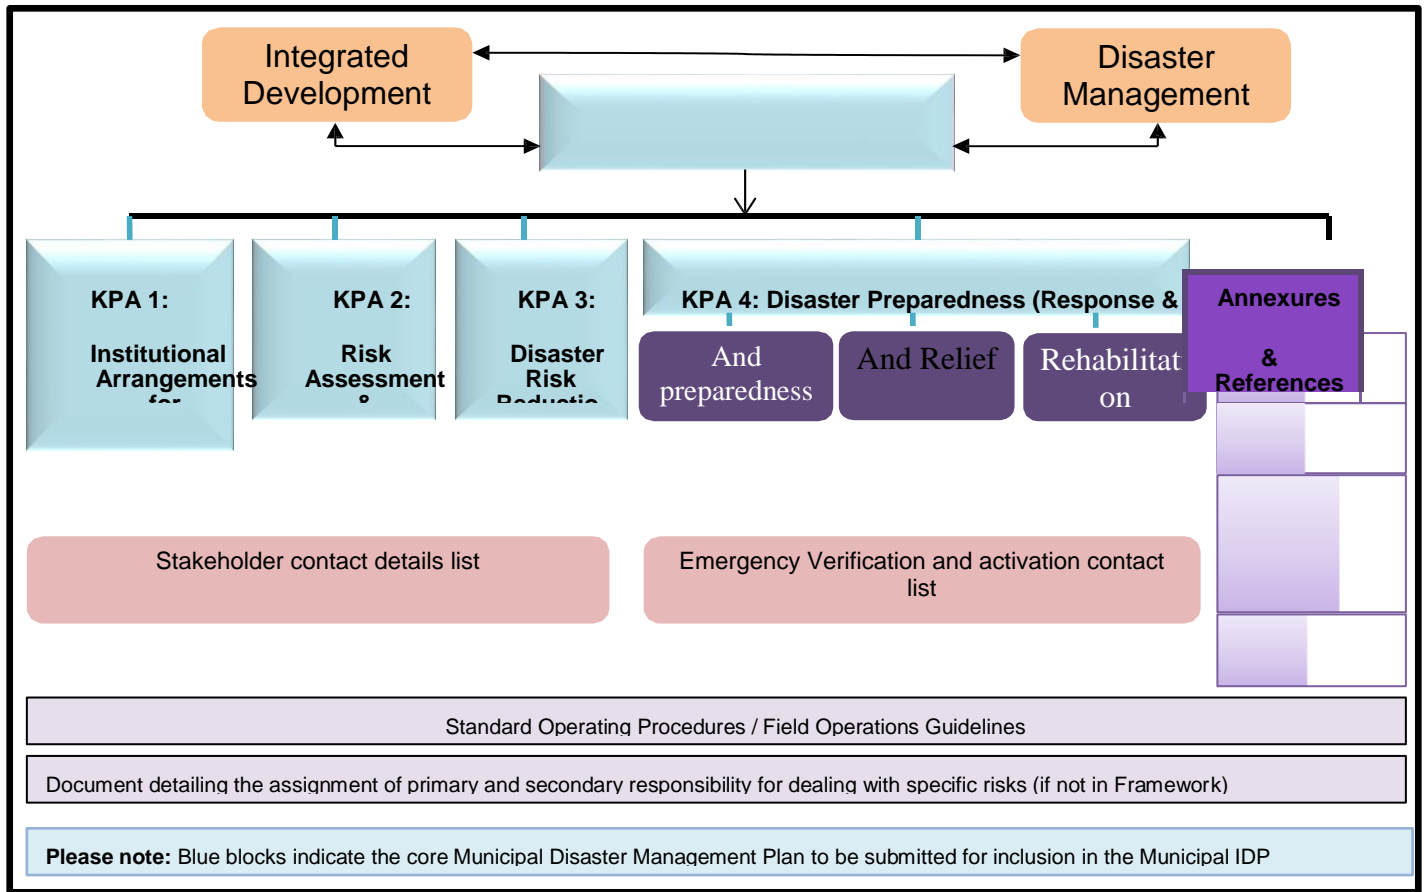 Integrated
Development
Disaster
Management
KPA 1:
Institutional
Arrangements
for
KPA 2:
Risk
Assessment
&
KPA 3:
Disaster
Risk
Reductio
KPA 4: Disaster Preparedness (Response &
And
preparedness
And Relief
Rehabilitati
on
Annexures
&
References
Stakeholder contact details list
Emergency Verification and activation contact
list
Standard Operating Procedures / Field Operations Guidelines
Document detailing the assignment of primary and secondary responsibility for dealing with specific risks (if not in Framework)
Please note: Blue blocks indicate the core Municipal Disaster Management Plan to be submitted for inclusion in the Municipal IDP